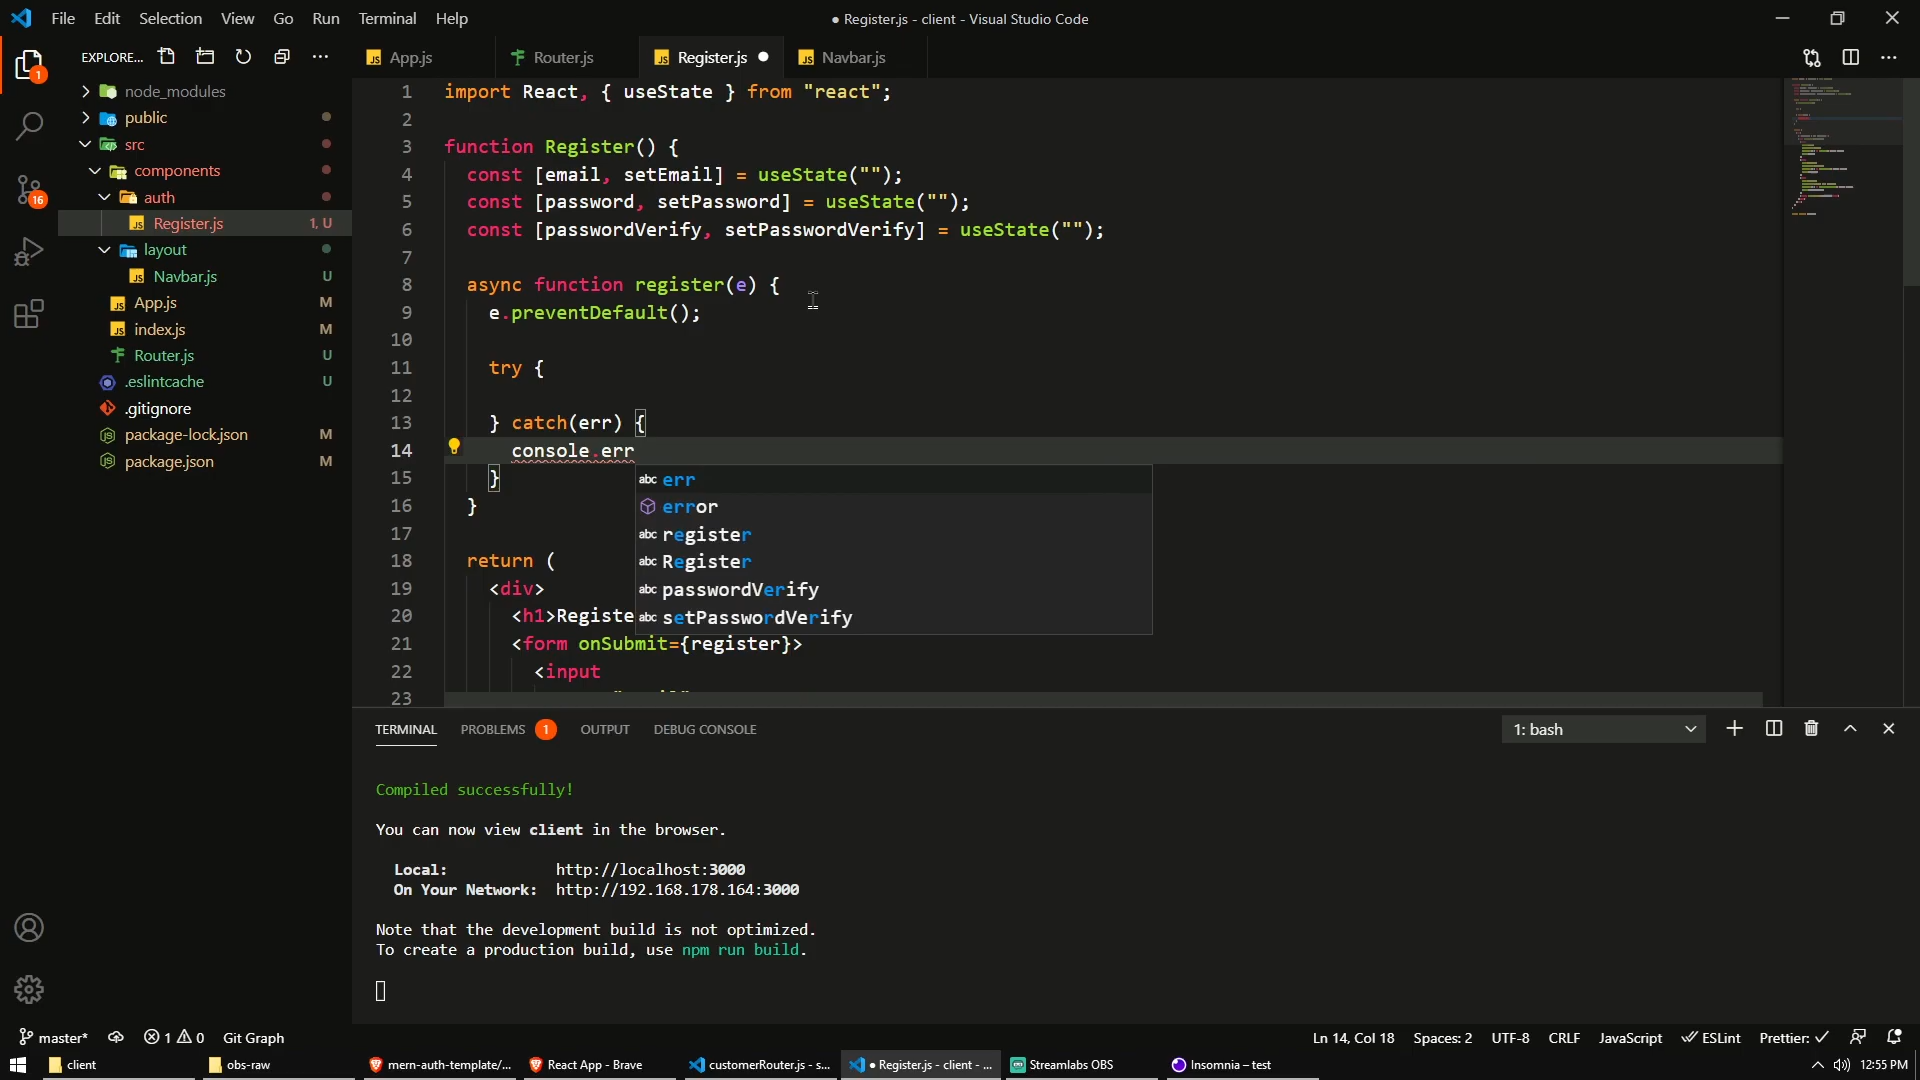 File Edit Selection View Go Run Terminal Help
● Register.js - client - Visual Studio Code
EXPLORE...
App.js
Router.js
Register.js
Navbar.js
node_modules
public
src
components
auth
Register.js 1, U
layout
Navbar.js U
App.js M
index.js M
Router.js U
.eslintcache U
.gitignore
package-lock.json M
package.json M
1
16
1 import React, { useState } from "react";
2
3 function Register() {
4 const [email, setEmail] = useState("");
5 const [password, setPassword] = useState("");
6 const [passwordVerify, setPasswordVerify] = useState("");
7
8 async function register(e) {
9 e.preventDefault();
10
11 try {
12
13 } catch(err) {
14 console.err
15 }
16 }
17
18 return (
19 <div>
20 <h1>Registe
21 <form onSubmit={register}>
22 <input
23
abc err
error
abc register
abc Register
abc passwordVerify
abc setPasswordVerify
TERMINAL PROBLEMS 1 OUTPUT DEBUG CONSOLE
1: bash
Compiled successfully!
You can now view client in the browser.
Local: http://localhost:3000
On Your Network: http://192.168.178.164:3000
Note that the development build is not optimized.
To create a production build, use npm run build.
master* 1 0 Git Graph
Ln 14, Col 18 Spaces: 2 UTF-8 CRLF JavaScript ESLint Prettier:
client
obs-raw
mern-auth-template/...
React App - Brave
customerRouter.js - s...
● Register.js - client - ...
Streamlabs OBS
Insomnia – test
12:55 PM